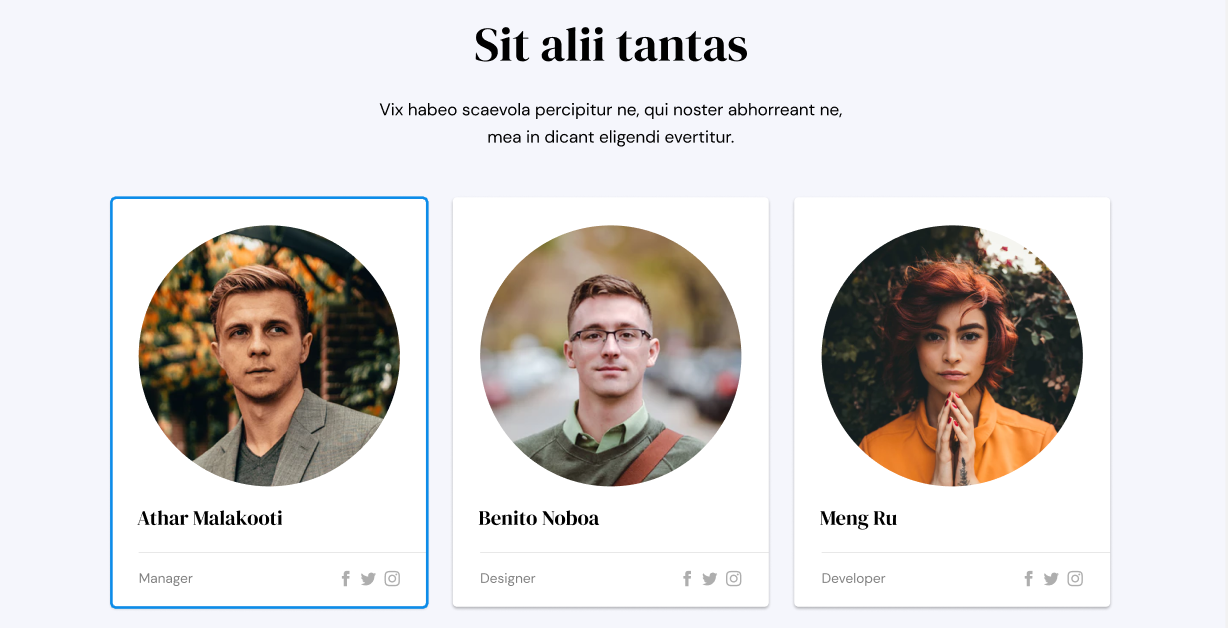 Sit alii tantas
Vix habeo scaevola percipitur ne, qui noster abhorreant ne,
mea in dicant eligendi evertitur.
Athar Malakooti
Benito Noboa
Meng Ru
Manager
Designer
Developer